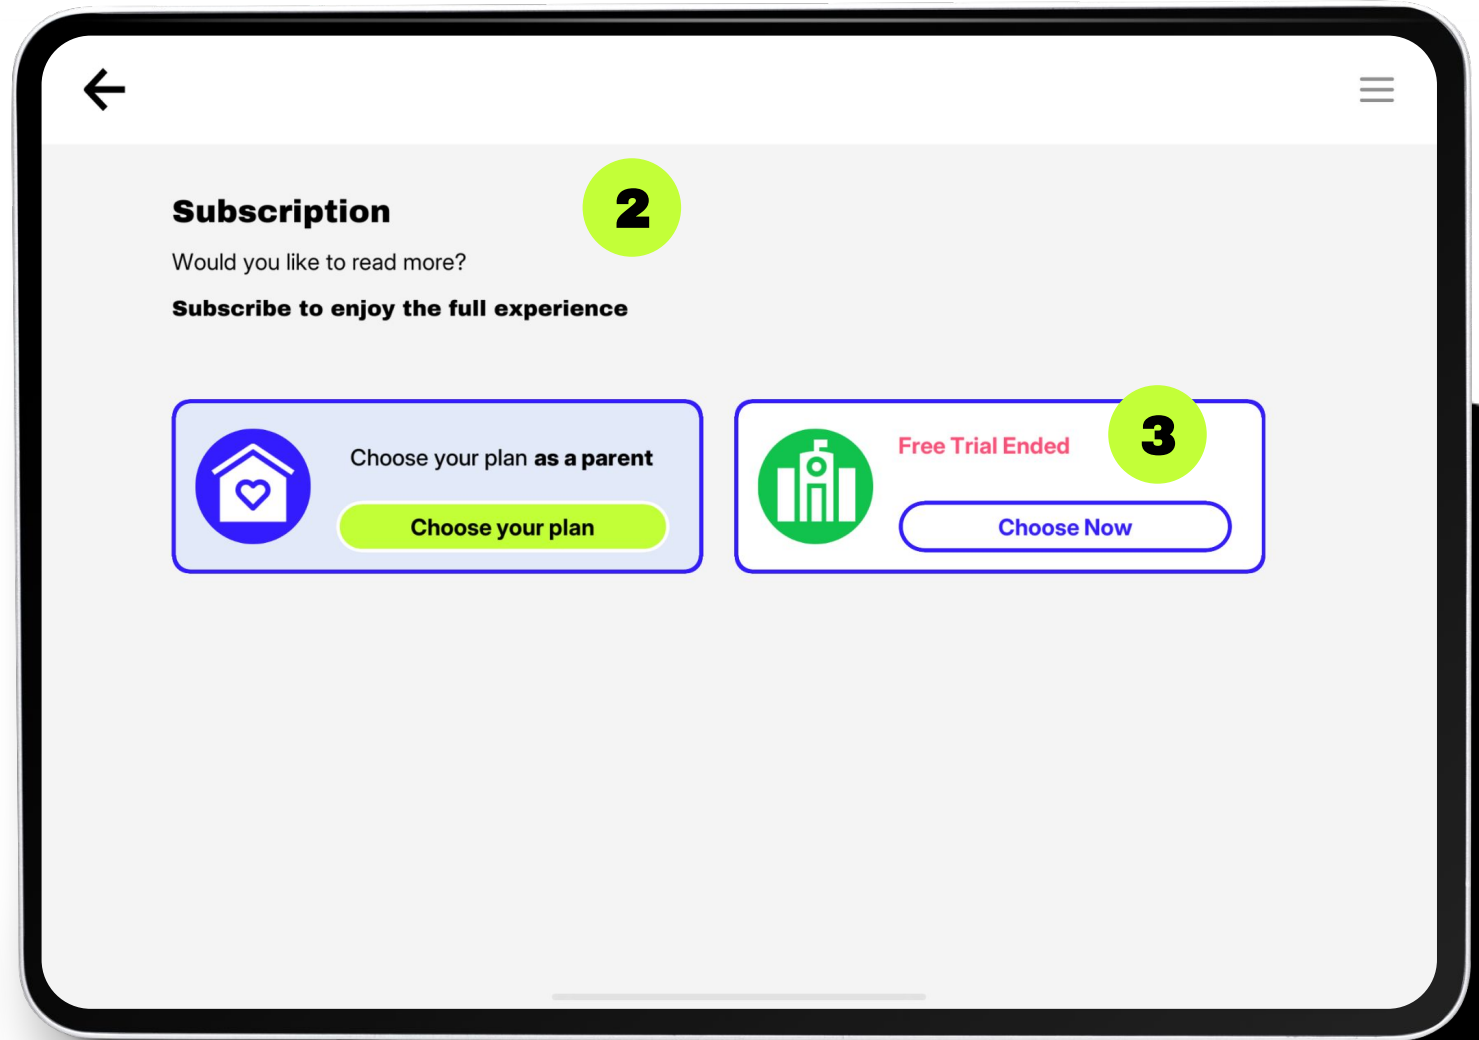 Subscription
2
Would you like to read more?
Subscribe to enjoy the full experience
Choose your plan as a parent
Choose your plan
Free Trial Ended
3
Choose Now